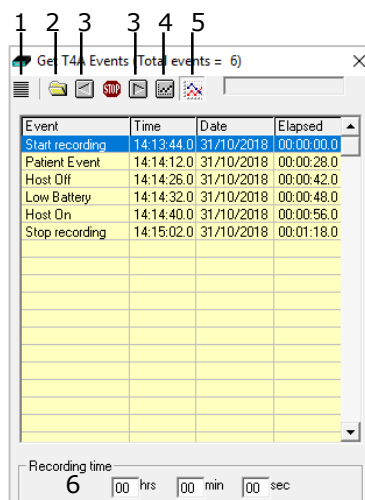 1 2 3 3 4 5
Get T4A Events (Total events = 6)
STOP
Event Time Date Elapsed
Start recording 14:13:44.0 31/10/2018 00:00:00.0
Patient Event 14:14:12.0 31/10/2018 00:00:28.0
Host Off 14:14:26.0 31/10/2018 00:00:42.0
Low Battery 14:14:32.0 31/10/2018 00:00:48.0
Host On 14:14:40.0 31/10/2018 00:00:56.0
Stop recording 14:15:02.0 31/10/2018 00:01:18.0
Recording time
6 00 hrs 00 min 00 sec